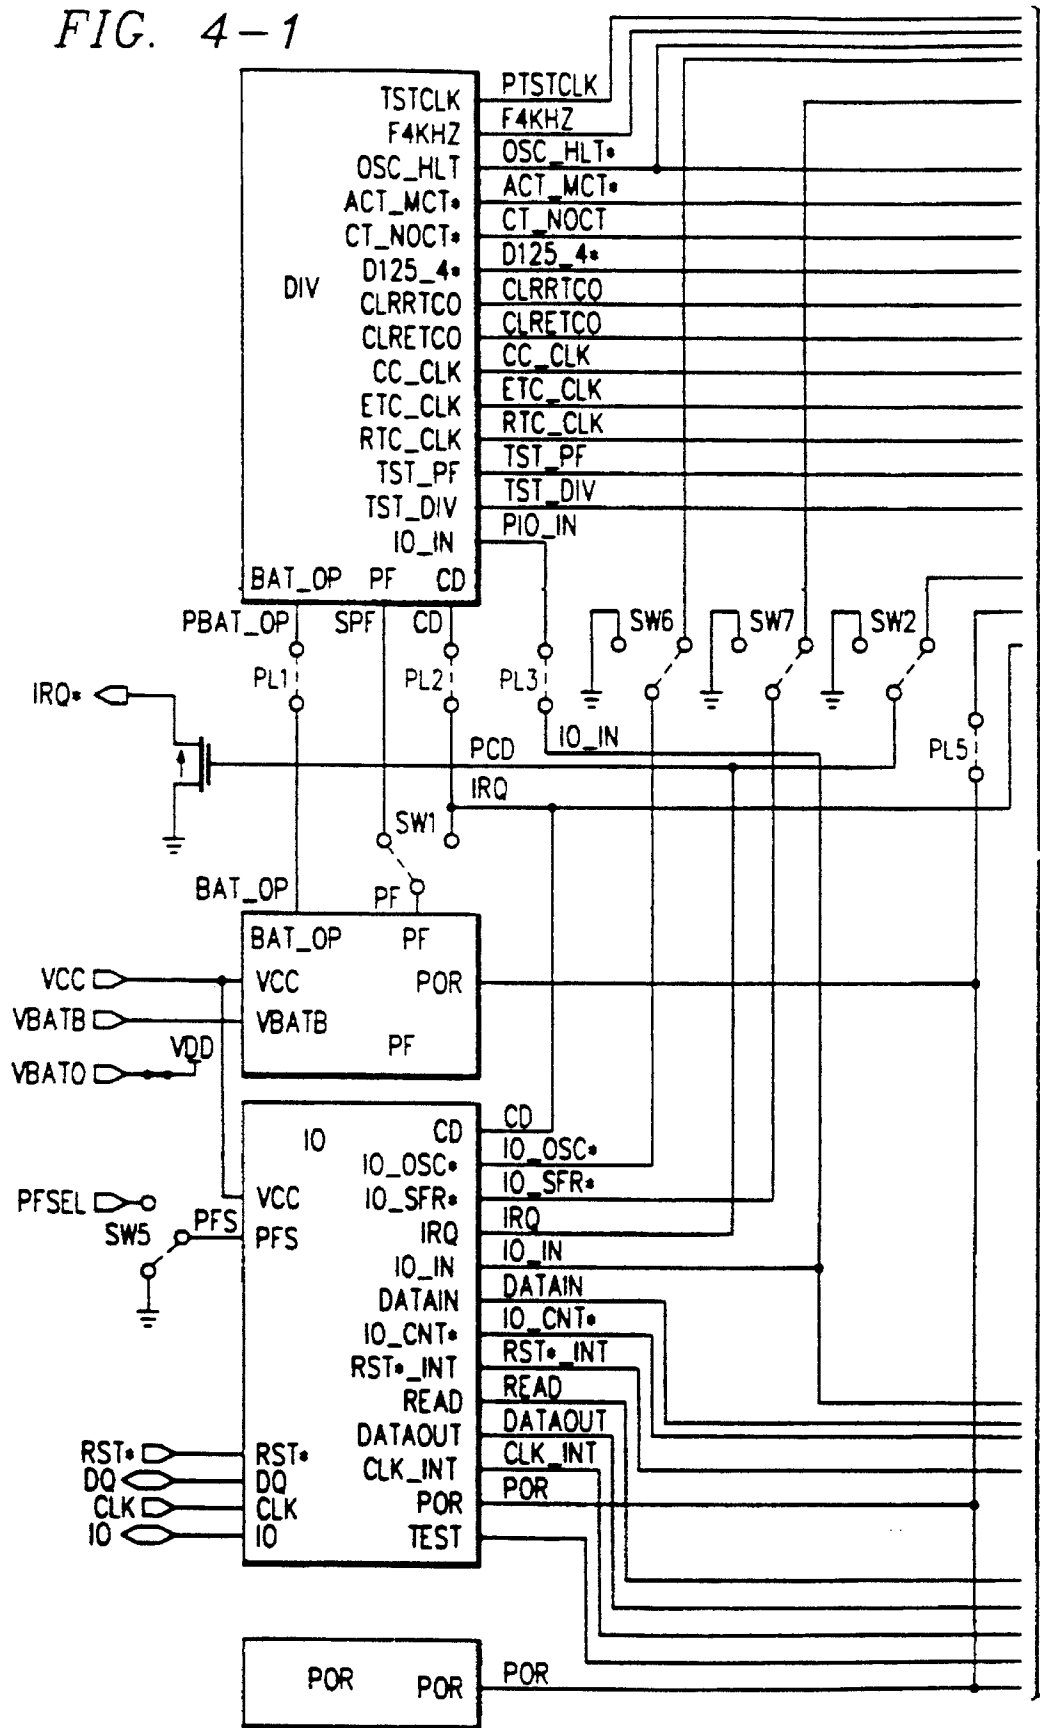 FIG. 4-1
TSTCLK PTSTCLK
F4KHZ F4KHZ
OSC_HLT OSC_HLT*
ACT_MCT* ACT_MCT*
CT_NOCT* CT_NOCT
D125_4* D125_4*
DIV
CLRRTCO CLRRTCO
CLRETCO CLRETCO
CC_CLK CC_CLK
ETC_CLK ETC_CLK
RTC_CLK RTC_CLK
TST_PF TST_PF
TST_DIV TST_DIV
IO_IN PIO_IN
BAT_OP PF CD
PBAT_OP SPF CD SW6 SW7 SW2
PL1 PL2 PL3
IRQ*
PCD IO_IN PL5
IRQ
SW1
BAT_OP PF
BAT_OP PF
VCC VCC POR
VBATB VBATB
VDD PF
VBATO
IO CD CD
IO_OSC* IO_OSC*
PFSEL VCC IO_SFR* IO_SFR*
SW5 PFS PFS IRQ IRQ
IO_IN IO_IN
DATAIN DATAIN
IO_CNT* IO_CNT*
RST*_INT RST*_INT
READ READ
DATAOUT DATAOUT
RST* RST* CLK_INT CLK_INT
DQ DQ
CLK CLK POR POR
IO IO TEST
POR POR POR